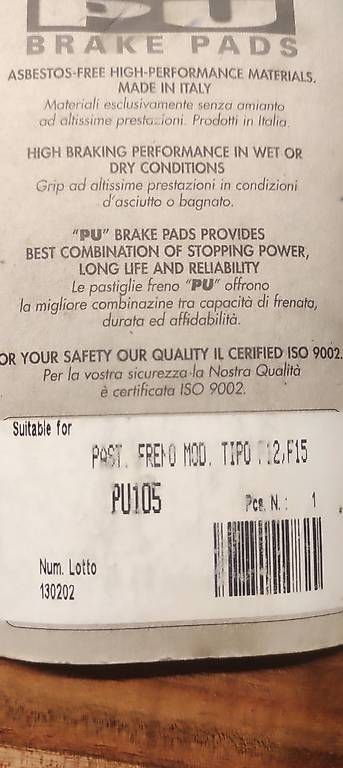 PU
BRAKE PADS
ASBESTOS-FREE HIGH-PERFORMANCE MATERIALS.
MADE IN ITALY
Materiali esclusivamente senza amianto
ad altissime prestazioni. Prodotti in Italia.
HIGH BRAKING PERFORMANCE IN WET OR
DRY CONDITIONS
Grip ad altissime prestazioni in condizioni
d'asciutto o bagnato.
"PU" BRAKE PADS PROVIDES
BEST COMBINATION OF STOPPING POWER,
LONG LIFE AND RELIABILITY
Le pastiglie freno "PU" offrono
la migliore combinazine tra capacità di frenata,
durata ed affidabilità.
OR YOUR SAFETY OUR QUALITY IL CERIFIED ISO 9002.
Per la vostra sicurezza la Nostra Qualità
è certificata ISO 9002.
Suitable for
PAST. FRENO MOD. TIPO F12,F15
PU105
Pcs. N.: 1
Num. Lotto
130202